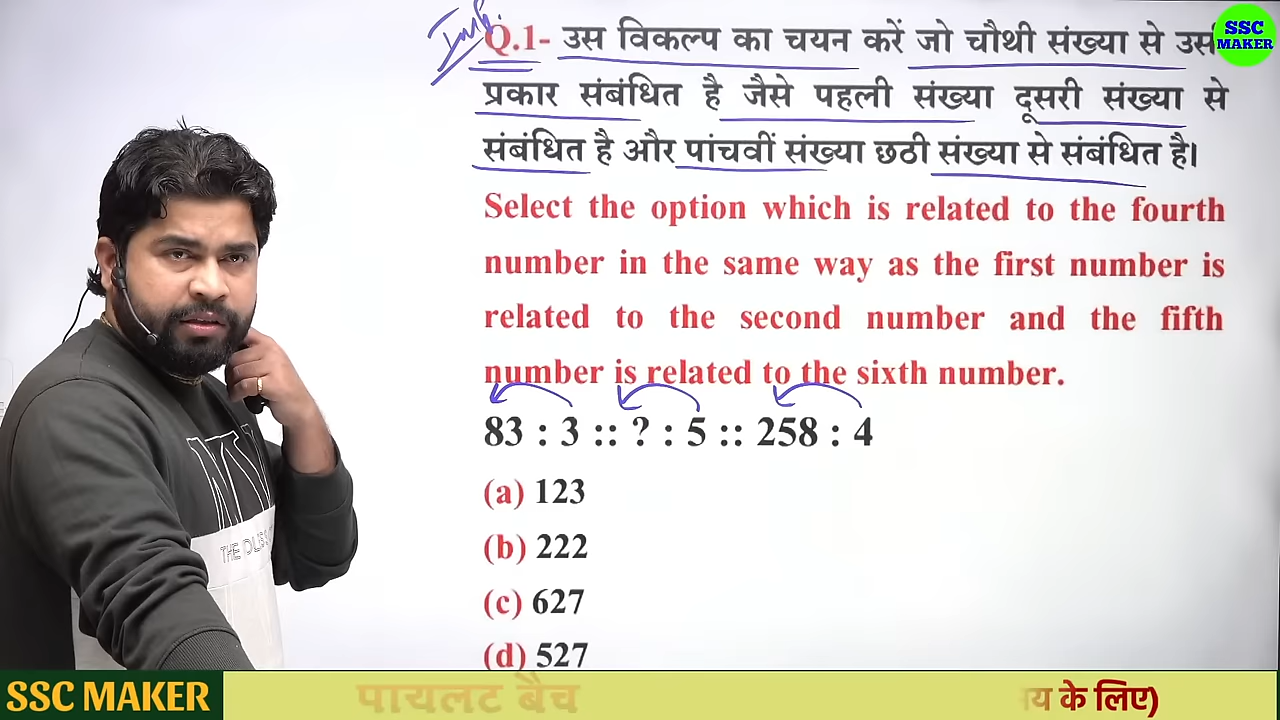 Imp.
Q.1- उस विकल्प का चयन करें जो चौथी संख्या से उसी
SSC
MAKER
प्रकार संबंधित है जैसे पहली संख्या दूसरी संख्या से
संबंधित है और पांचवीं संख्या छठी संख्या से संबंधित है।
Select the option which is related to the fourth
number in the same way as the first number is
related to the second number and the fifth
number is related to the sixth number.
83 : 3 :: ? : 5 :: 258 : 4
(a) 123
(b) 222
(c) 627
(d) 527
SSC MAKER
पायलट बैच
के लिए)